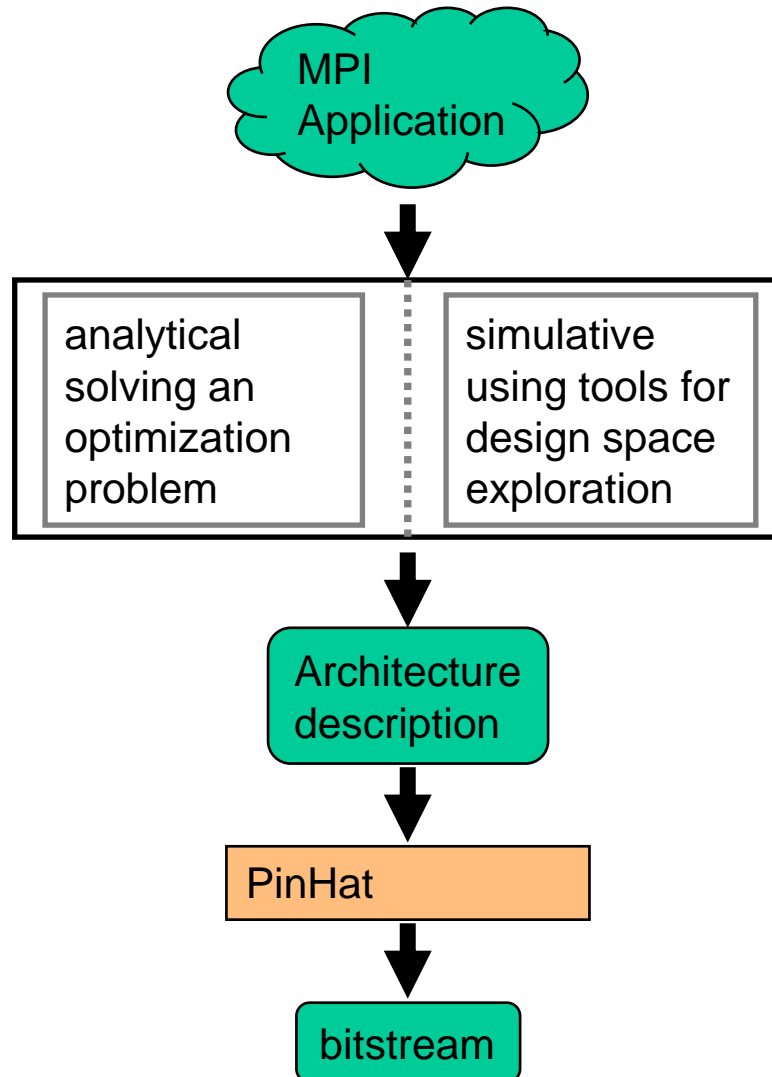 MPI
Application
analytical
solving an
optimization
problem
simulative
using tools for
design space
exploration
Architecture
description
PinHat
bitstream